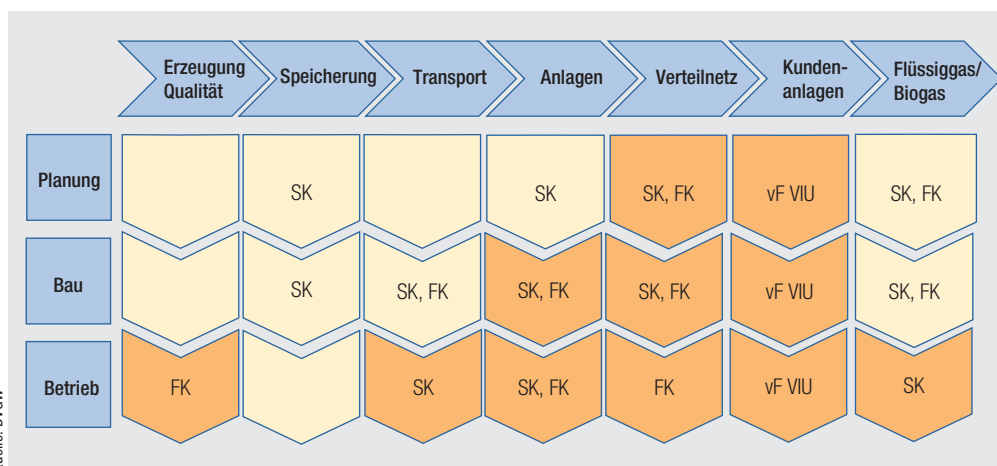 Erzeugung
Qualität
Speicherung
Transport
Anlagen
Verteilnetz
Kunden-
anlagen
Flüssiggas/
Biogas
Planung
SK
SK
SK, FK
vF VIU
SK, FK
Bau
SK
SK, FK
SK, FK
SK, FK
vF VIU
SK, FK
Betrieb
FK
SK
SK, FK
FK
vF VIU
SK